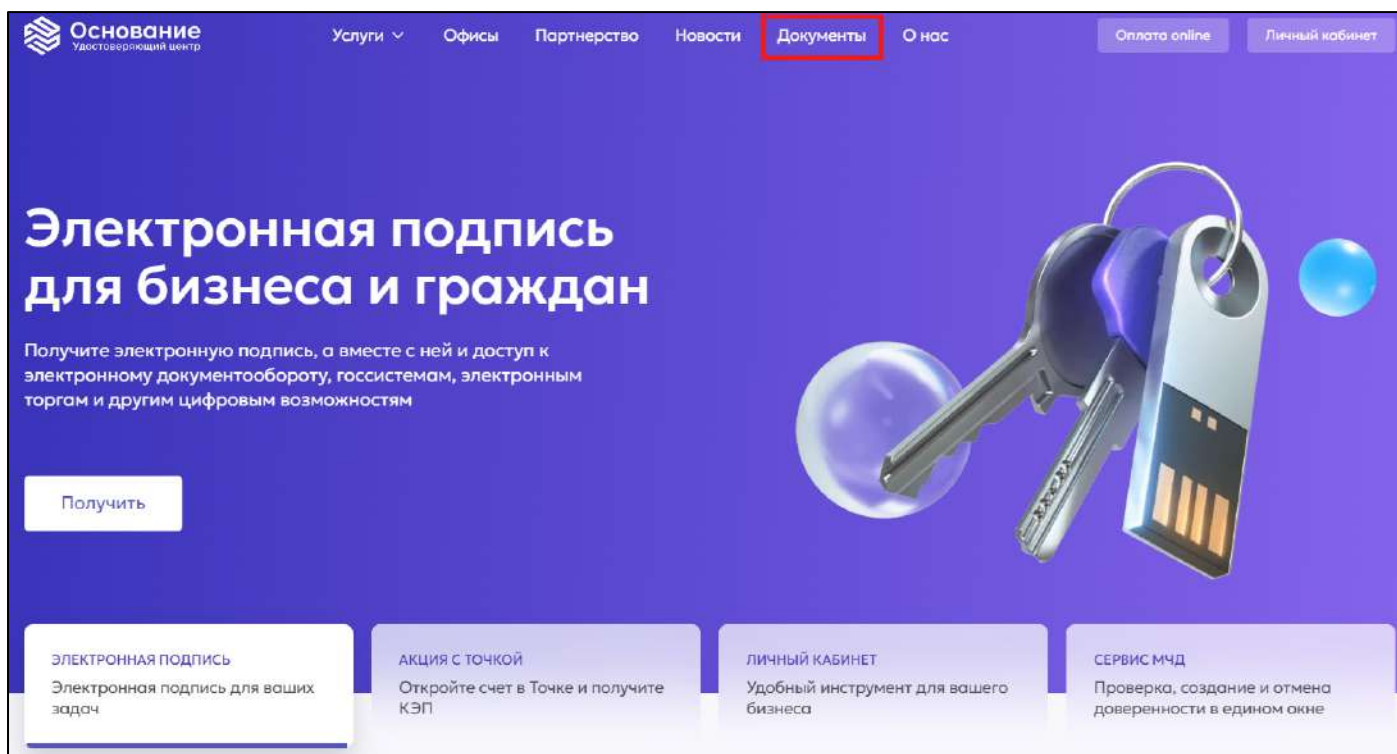 Основание
Удостоверяющий центр
Услуги
Офисы
Партнерство
Новости
Документы
О нас
Оплата online
Личный кабинет
Электронная подпись
для бизнеса и граждан
Получите электронную подпись, а вместе с ней и доступ к
электронному документообороту, госсистемам, электронным
торгам и другим цифровым возможностям
Получить
ЭЛЕКТРОННАЯ ПОДПИСЬ
Электронная подпись для ваших
задач
АКЦИЯ С ТОЧКОЙ
Откройте счет в Точке и получите
КЭП
ЛИЧНЫЙ КАБИНЕТ
Удобный инструмент для вашего
бизнеса
СЕРВИС МЧД
Проверка, создание и отмена
доверенности в едином окне